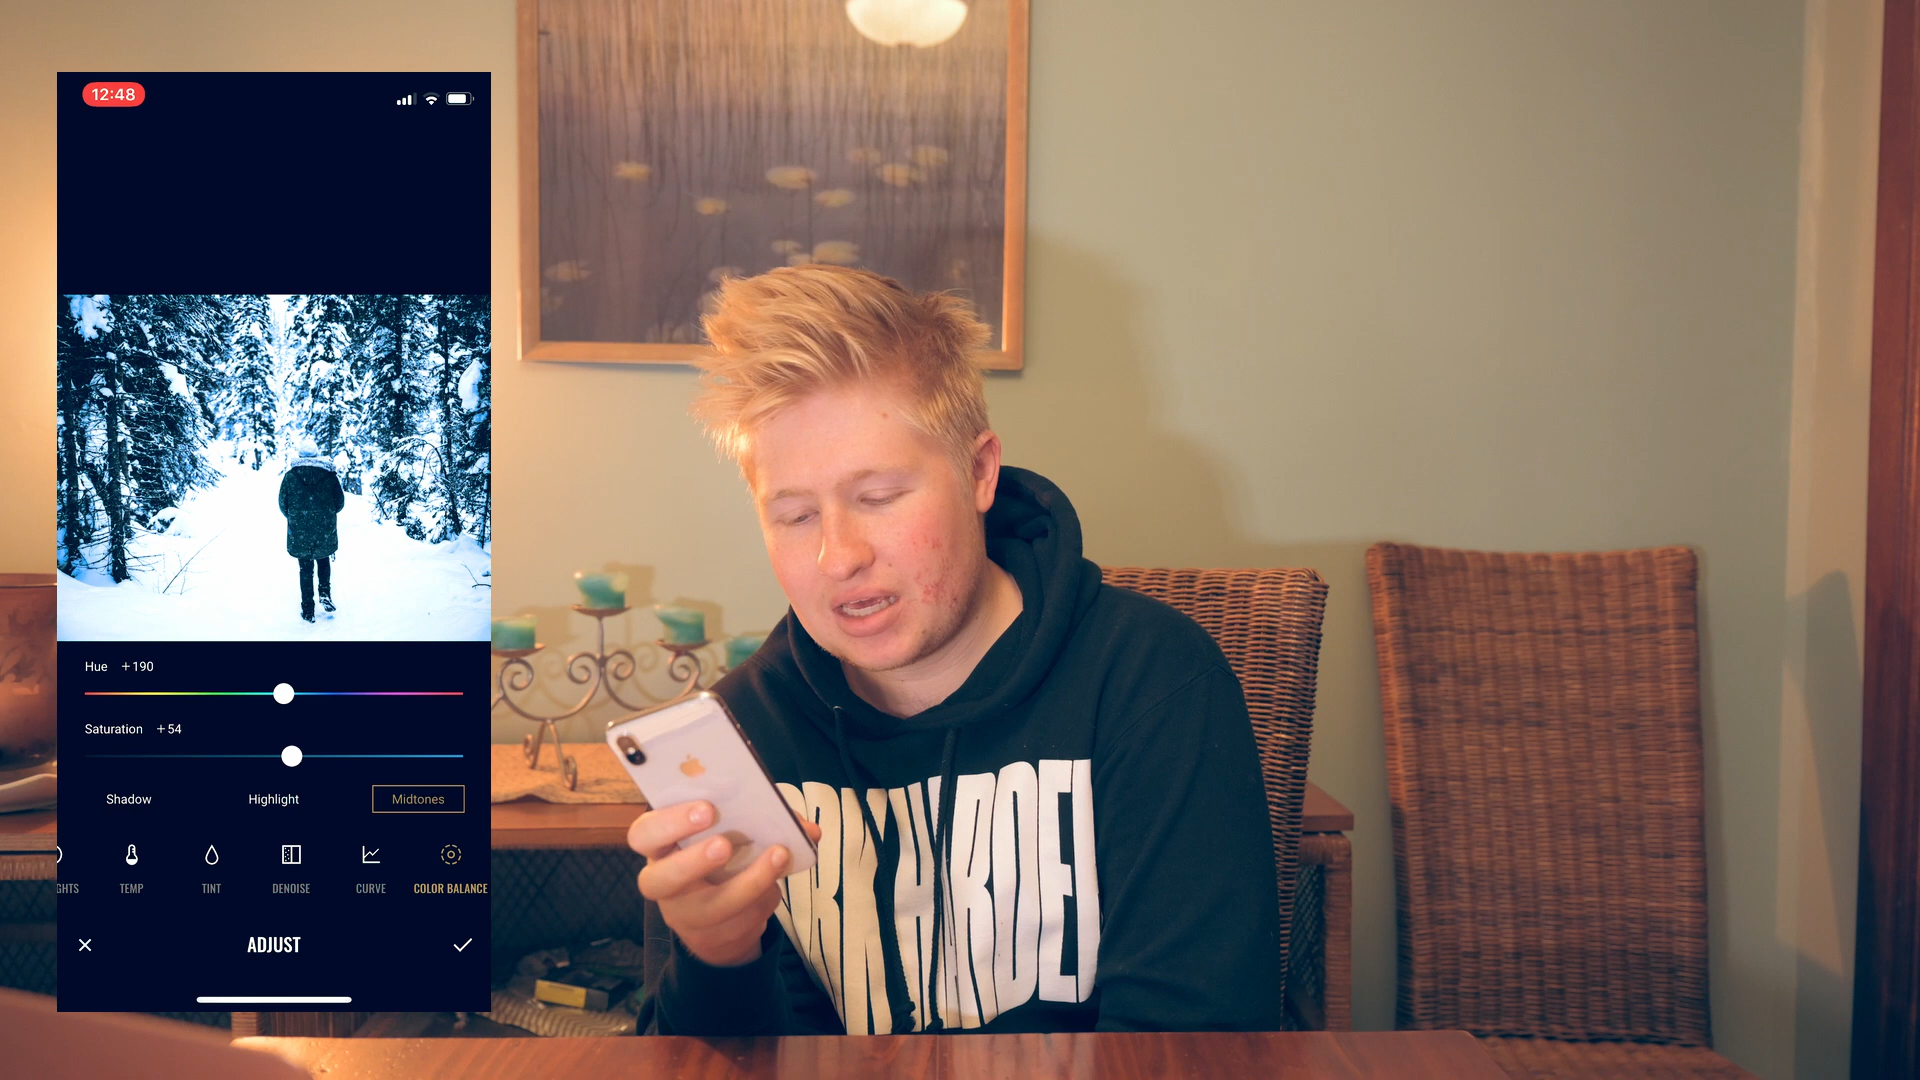 12:48
Hue +190
Saturation +54
Shadow Highlight Midtones
GHTS TEMP TINT DENOISE CURVE COLOR BALANCE
ADJUST